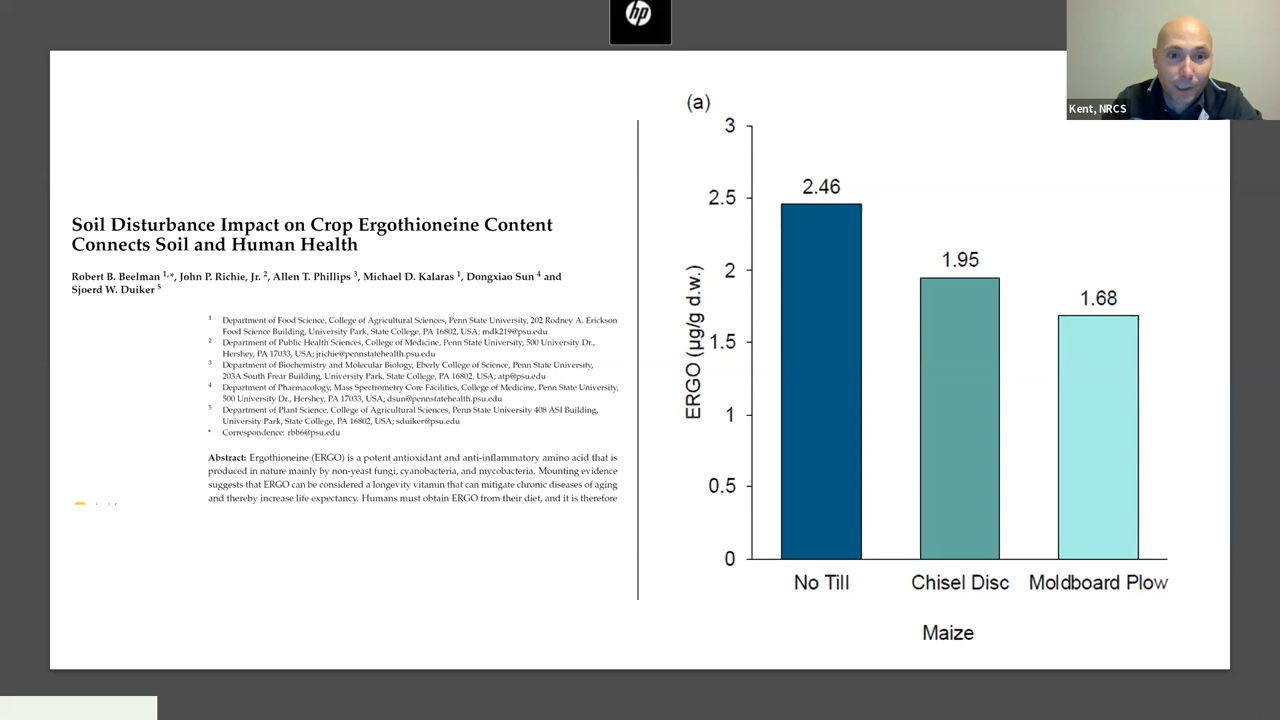 hp
Kent, NRCS
Soil Disturbance Impact on Crop Ergothioneine Content
Connects Soil and Human Health
Robert B. Beelman 1,*, John P. Richie, Jr. 2, Allen T. Phillips 3, Michael D. Kalaras 1, Dongxiao Sun 4 and
Sjoerd W. Duiker 5
1 Department of Food Science, College of Agricultural Sciences, Penn State University, 202 Rodney A. Erickson
Food Science Building, University Park, State College, PA 16802, USA; mdk219@psu.edu
2 Department of Public Health Sciences, College of Medicine, Penn State University, 500 University Dr.,
Hershey, PA 17033, USA; jrichie@pennstatehealth.psu.edu
3 Department of Biochemistry and Molecular Biology, Eberly College of Science, Penn State University,
203A South Frear Building, University Park, State College, PA 16802, USA; atp@psu.edu
4 Department of Pharmacology, Mass Spectrometry Core Facilities, College of Medicine, Penn State University,
500 University Dr., Hershey, PA 17033, USA; dsun@pennstatehealth.psu.edu
5 Department of Plant Science, College of Agricultural Sciences, Penn State University 408 ASI Building,
University Park, State College, PA 16802, USA; sduiker@psu.edu
* Correspondence: rbb6@psu.edu
Abstract: Ergothioneine (ERGO) is a potent antioxidant and anti-inflammatory amino acid that is
produced in nature mainly by non-yeast fungi, cyanobacteria, and mycobacteria. Mounting evidence
suggests that ERGO can be considered a longevity vitamin that can mitigate chronic diseases of aging
and thereby increase life expectancy. Humans must obtain ERGO from their diet, and it is therefore
(a)
ERGO (µg/g d.w.)
3
2.5
2
1.5
1
0.5
0
2.46
1.95
1.68
No Till Chisel Disc Moldboard Plow
Maize